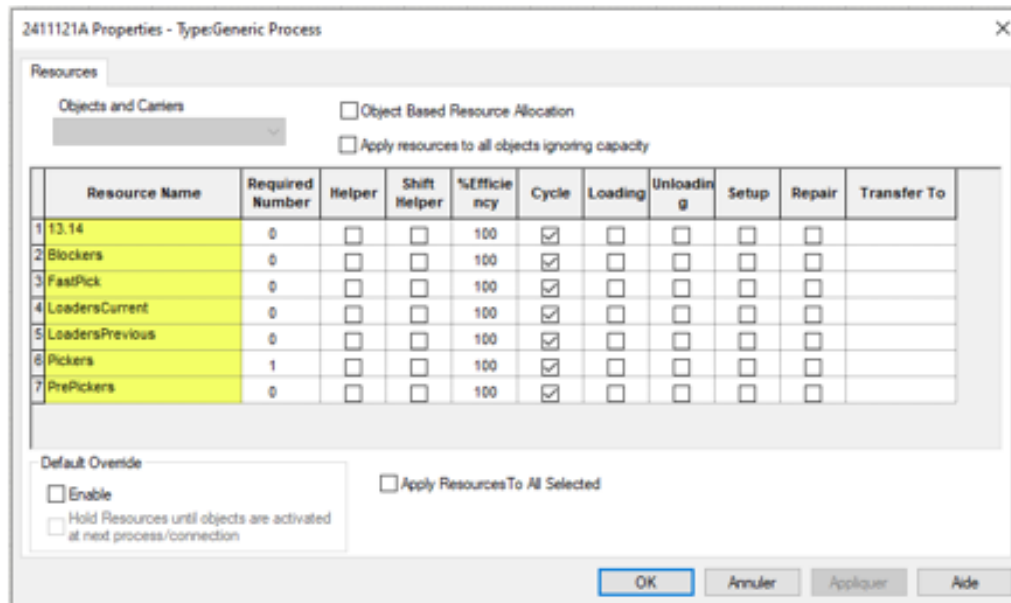 2411121A Properties - Type:Generic Process
Resources
Objects and Carriers
Object Based Resource Allocation
Apply resources to all objects ignoring capacity
Resource Name Required Number Helper Shift Helper %Efficie ncy Cycle Loading Unloadin g Setup Repair Transfer To
1 13.14 0 100
2 Blockers 0 100
3 FastPick 0 100
4 LoadersCurrent 0 100
5 LoadersPrevious 0 100
6 Pickers 1 100
7 PrePickers 0 100
Default Override
Enable
Hold Resources until objects are activated
at next process/connection
Apply ResourcesTo All Selected
OK Annuler Appliquer Aide